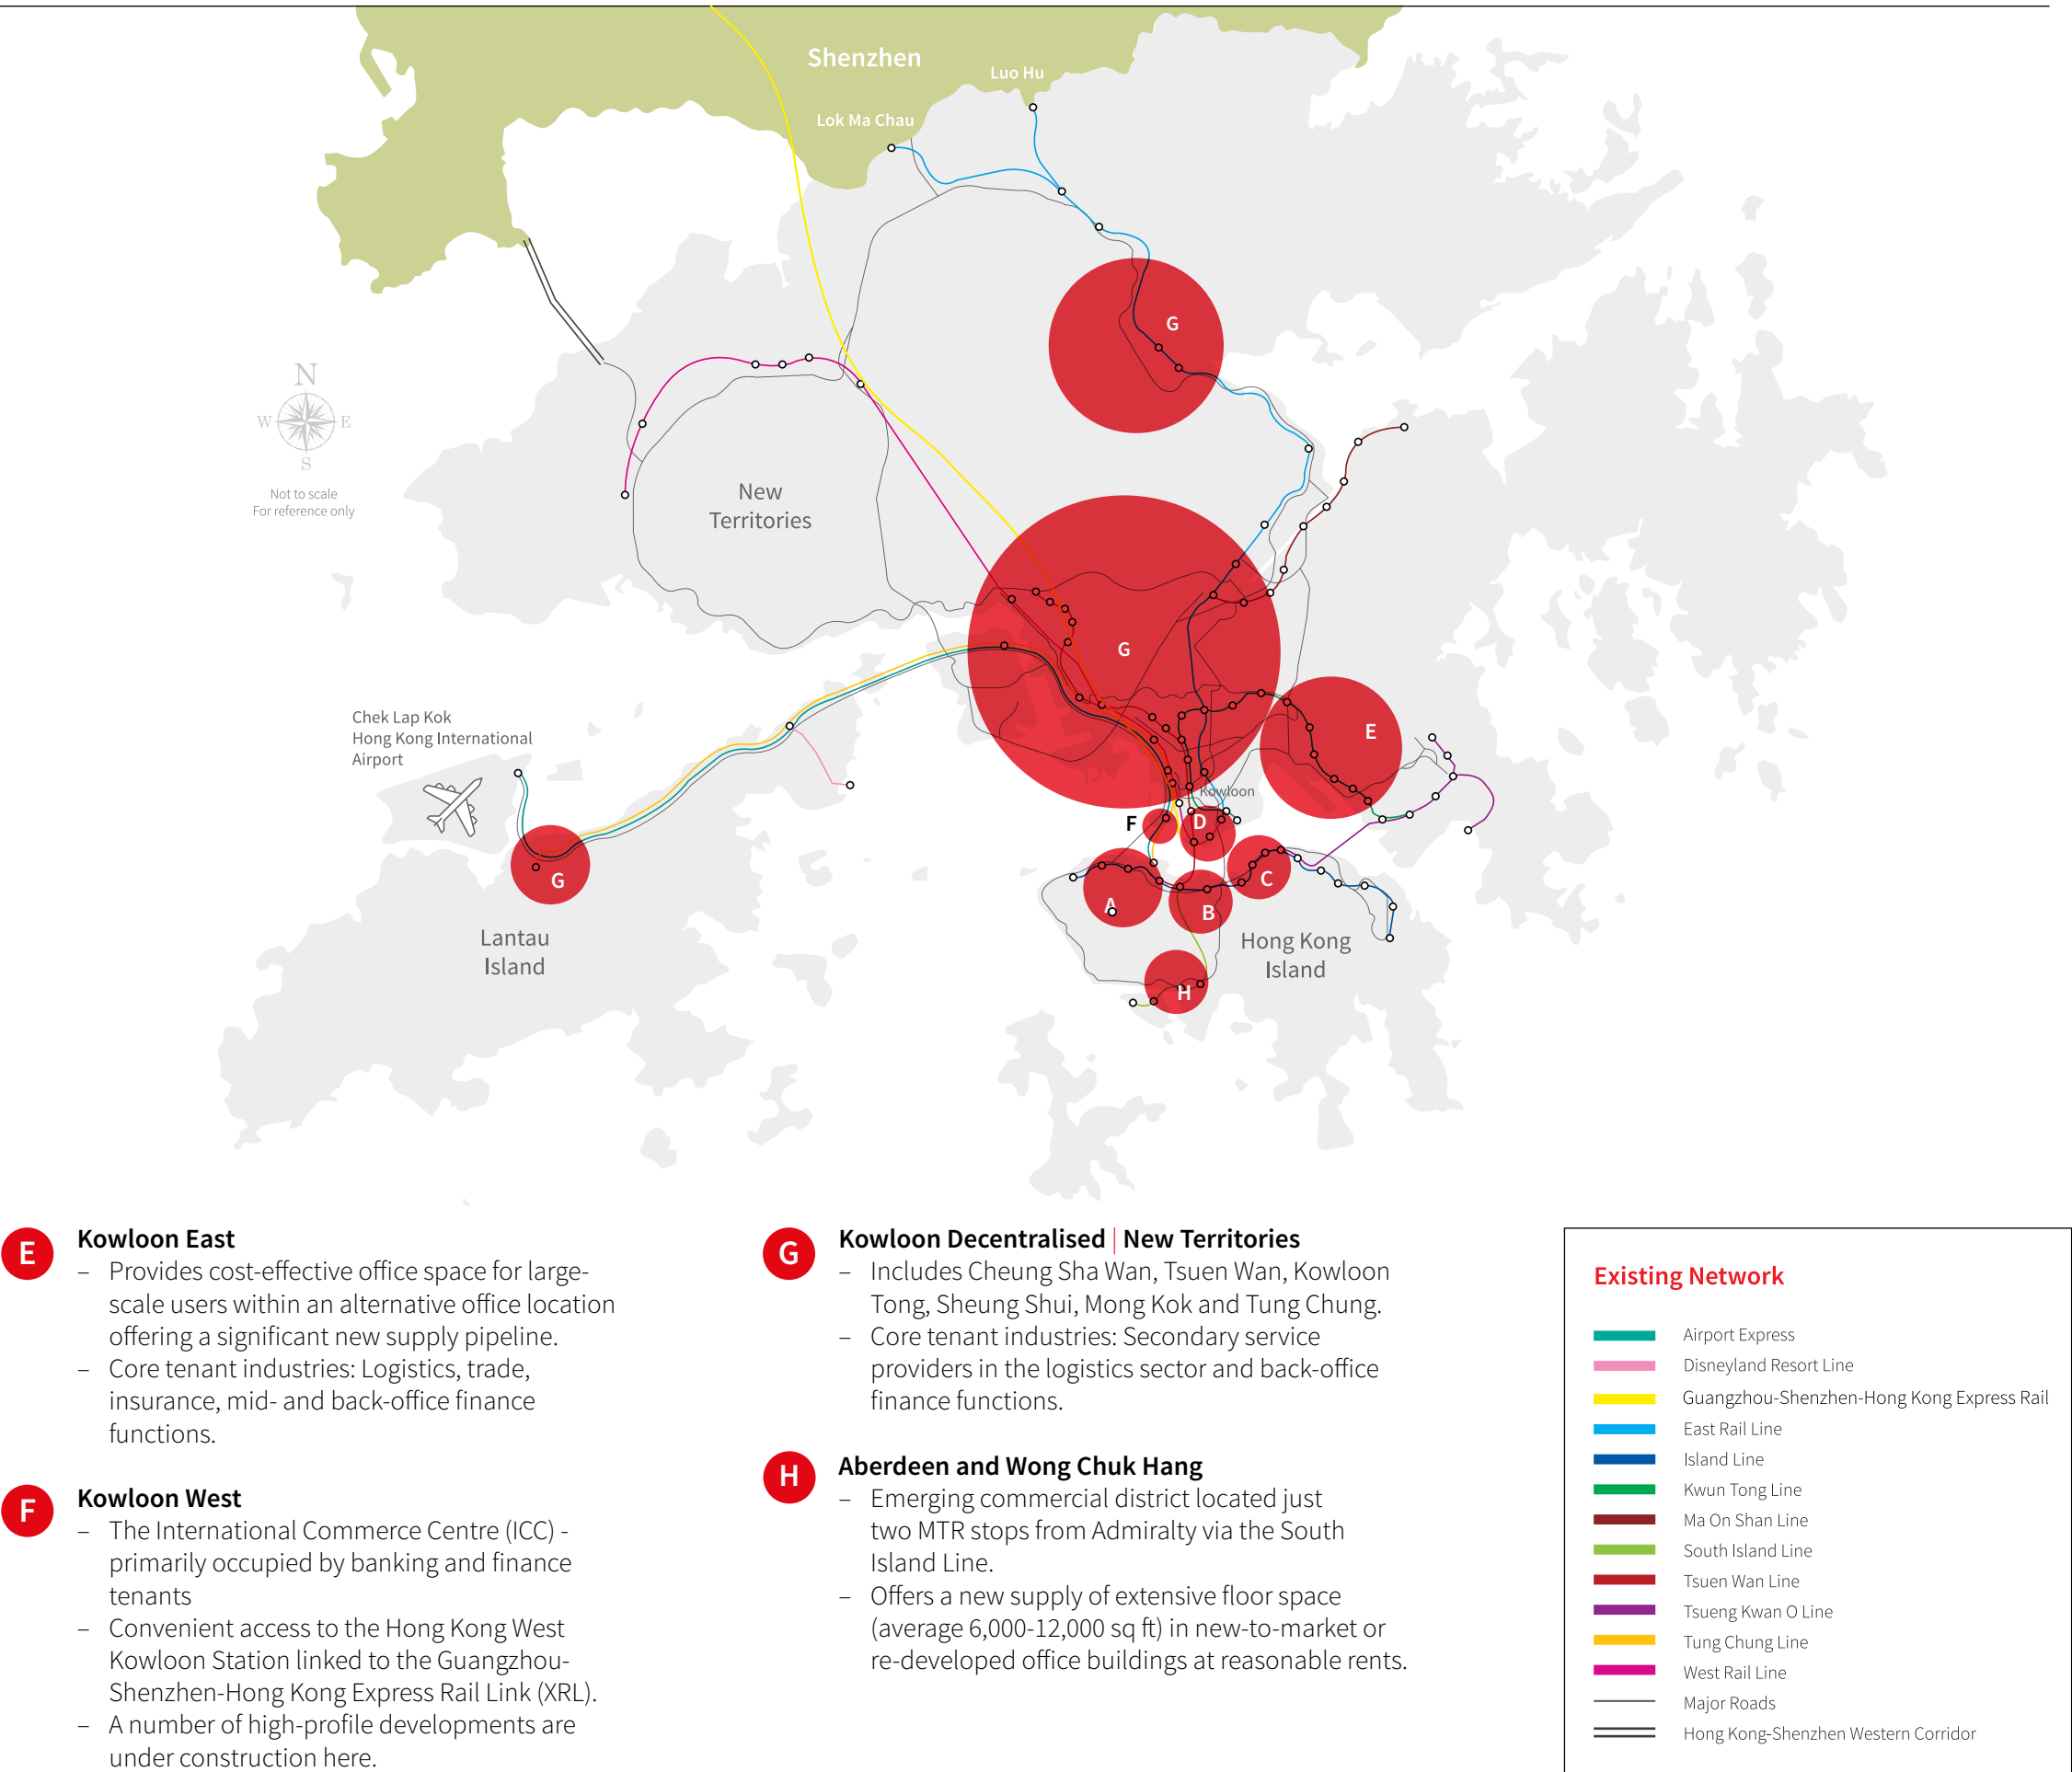 Shenzhen
Luo Hu
Lok Ma Chau
G
N
W
E
S
Not to scale
For reference only
New
Territories
G
Chek Lap Kok
Hong Kong International
Airport
E
Kowloon
F
D
G
C
A
B
Lantau
Island
Hong Kong
Island
H
E
Kowloon East
– Provides cost-effective office space for large-
scale users within an alternative office location
offering a significant new supply pipeline.
– Core tenant industries: Logistics, trade,
insurance, mid- and back-office finance
functions.
F
Kowloon West
– The International Commerce Centre (ICC) -
primarily occupied by banking and finance
tenants
– Convenient access to the Hong Kong West
Kowloon Station linked to the Guangzhou-
Shenzhen-Hong Kong Express Rail Link (XRL).
– A number of high-profile developments are
under construction here.
G
Kowloon Decentralised | New Territories
– Includes Cheung Sha Wan, Tsuen Wan, Kowloon
Tong, Sheung Shui, Mong Kok and Tung Chung.
– Core tenant industries: Secondary service
providers in the logistics sector and back-office
finance functions.
H
Aberdeen and Wong Chuk Hang
– Emerging commercial district located just
two MTR stops from Admiralty via the South
Island Line.
– Offers a new supply of extensive floor space
(average 6,000-12,000 sq ft) in new-to-market or
re-developed office buildings at reasonable rents.
Existing Network
Airport Express
Disneyland Resort Line
Guangzhou-Shenzhen-Hong Kong Express Rail
East Rail Line
Island Line
Kwun Tong Line
Ma On Shan Line
South Island Line
Tsuen Wan Line
Tsueng Kwan O Line
Tung Chung Line
West Rail Line
Major Roads
Hong Kong-Shenzhen Western Corridor